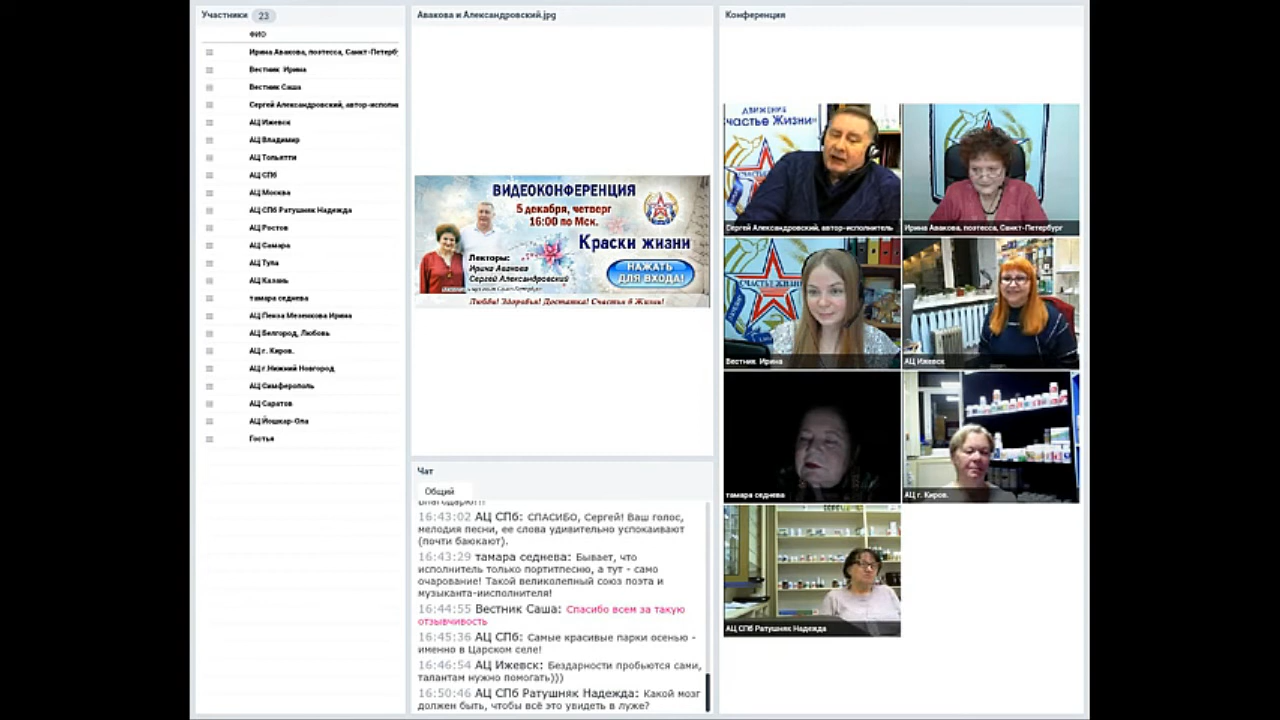 Участники 23
ФИО
Ирина Авакова, поэтесса, Санкт-Петерб
Вестник Ирина
Вестник Саша
Сергей Александровский, автор-исполни
АЦ Ижевск
АЦ Владимир
АЦ Тольятти
АЦ СПб
АЦ Москва
АЦ СПб Ратушняк Надежда
АЦ Ростов
АЦ Самара
АЦ Тула
АЦ Казань
тамара седнева
АЦ Пенза Мезенкова Ирина
АЦ Белгород, Любовь
АЦ г. Киров.
АЦ г.Нижний Новгород
АЦ Симферополь
АЦ Саратов
АЦ Йошкар-Ола
Гостья
Авакова и Александровский.jpg
ВИДЕОКОНФЕРЕНЦИЯ
5 декабря, четверг
16:00 по Мск.
Краски жизни
Лекторы:
Ирина Авакова
Сергей Александровский
НАЖАТЬ
ДЛЯ ВХОДА!
Любви! Здоровья! Достатка! Счастья в Жизни!
Чат
Общий
Благодарю!!!
16:43:02 АЦ СПб: СПАСИБО, Сергей! Ваш голос,
мелодия песни, ее слова удивительно успокаивают
(почти баюкают).
16:43:29 тамара седнева: Бывает, что
исполнитель только портитпесню, а тут - само
очарование! Такой великолепный союз поэта и
музыканта-иисполнителя!
16:44:55 Вестник Саша: Спасибо всем за такую
отзывчивость
16:45:36 АЦ СПб: Самые красивые парки осенью -
именно в Царском селе!
16:46:54 АЦ Ижевск: Бездарности пробьются сами,
талантам нужно помогать)))
16:50:46 АЦ СПб Ратушняк Надежда: Какой мозг
должен быть, чтобы всё это увидеть в луже?
Конференция
ДВИЖЕНИЕ
Счастье Жизни»
Сергей Александровский, автор-исполнитель
Ирина Авакова, поэтесса, Санкт-Петербург
СЧАСТЬЕ ЖИЗНИ
Вестник Ирина
АЦ Ижевск
тамара седнева
АЦ г. Киров.
АЦ СПб Ратушняк Надежда